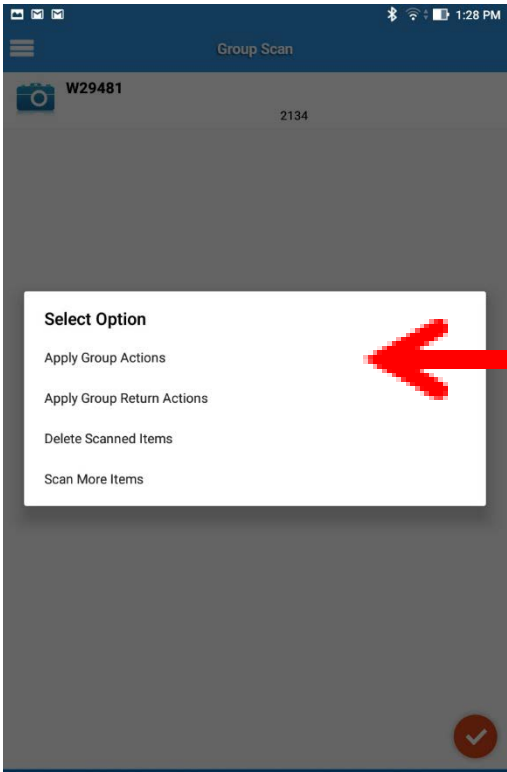 1:28 PM
Group Scan
W29481
2134
Select Option
Apply Group Actions
Apply Group Return Actions
Delete Scanned Items
Scan More Items